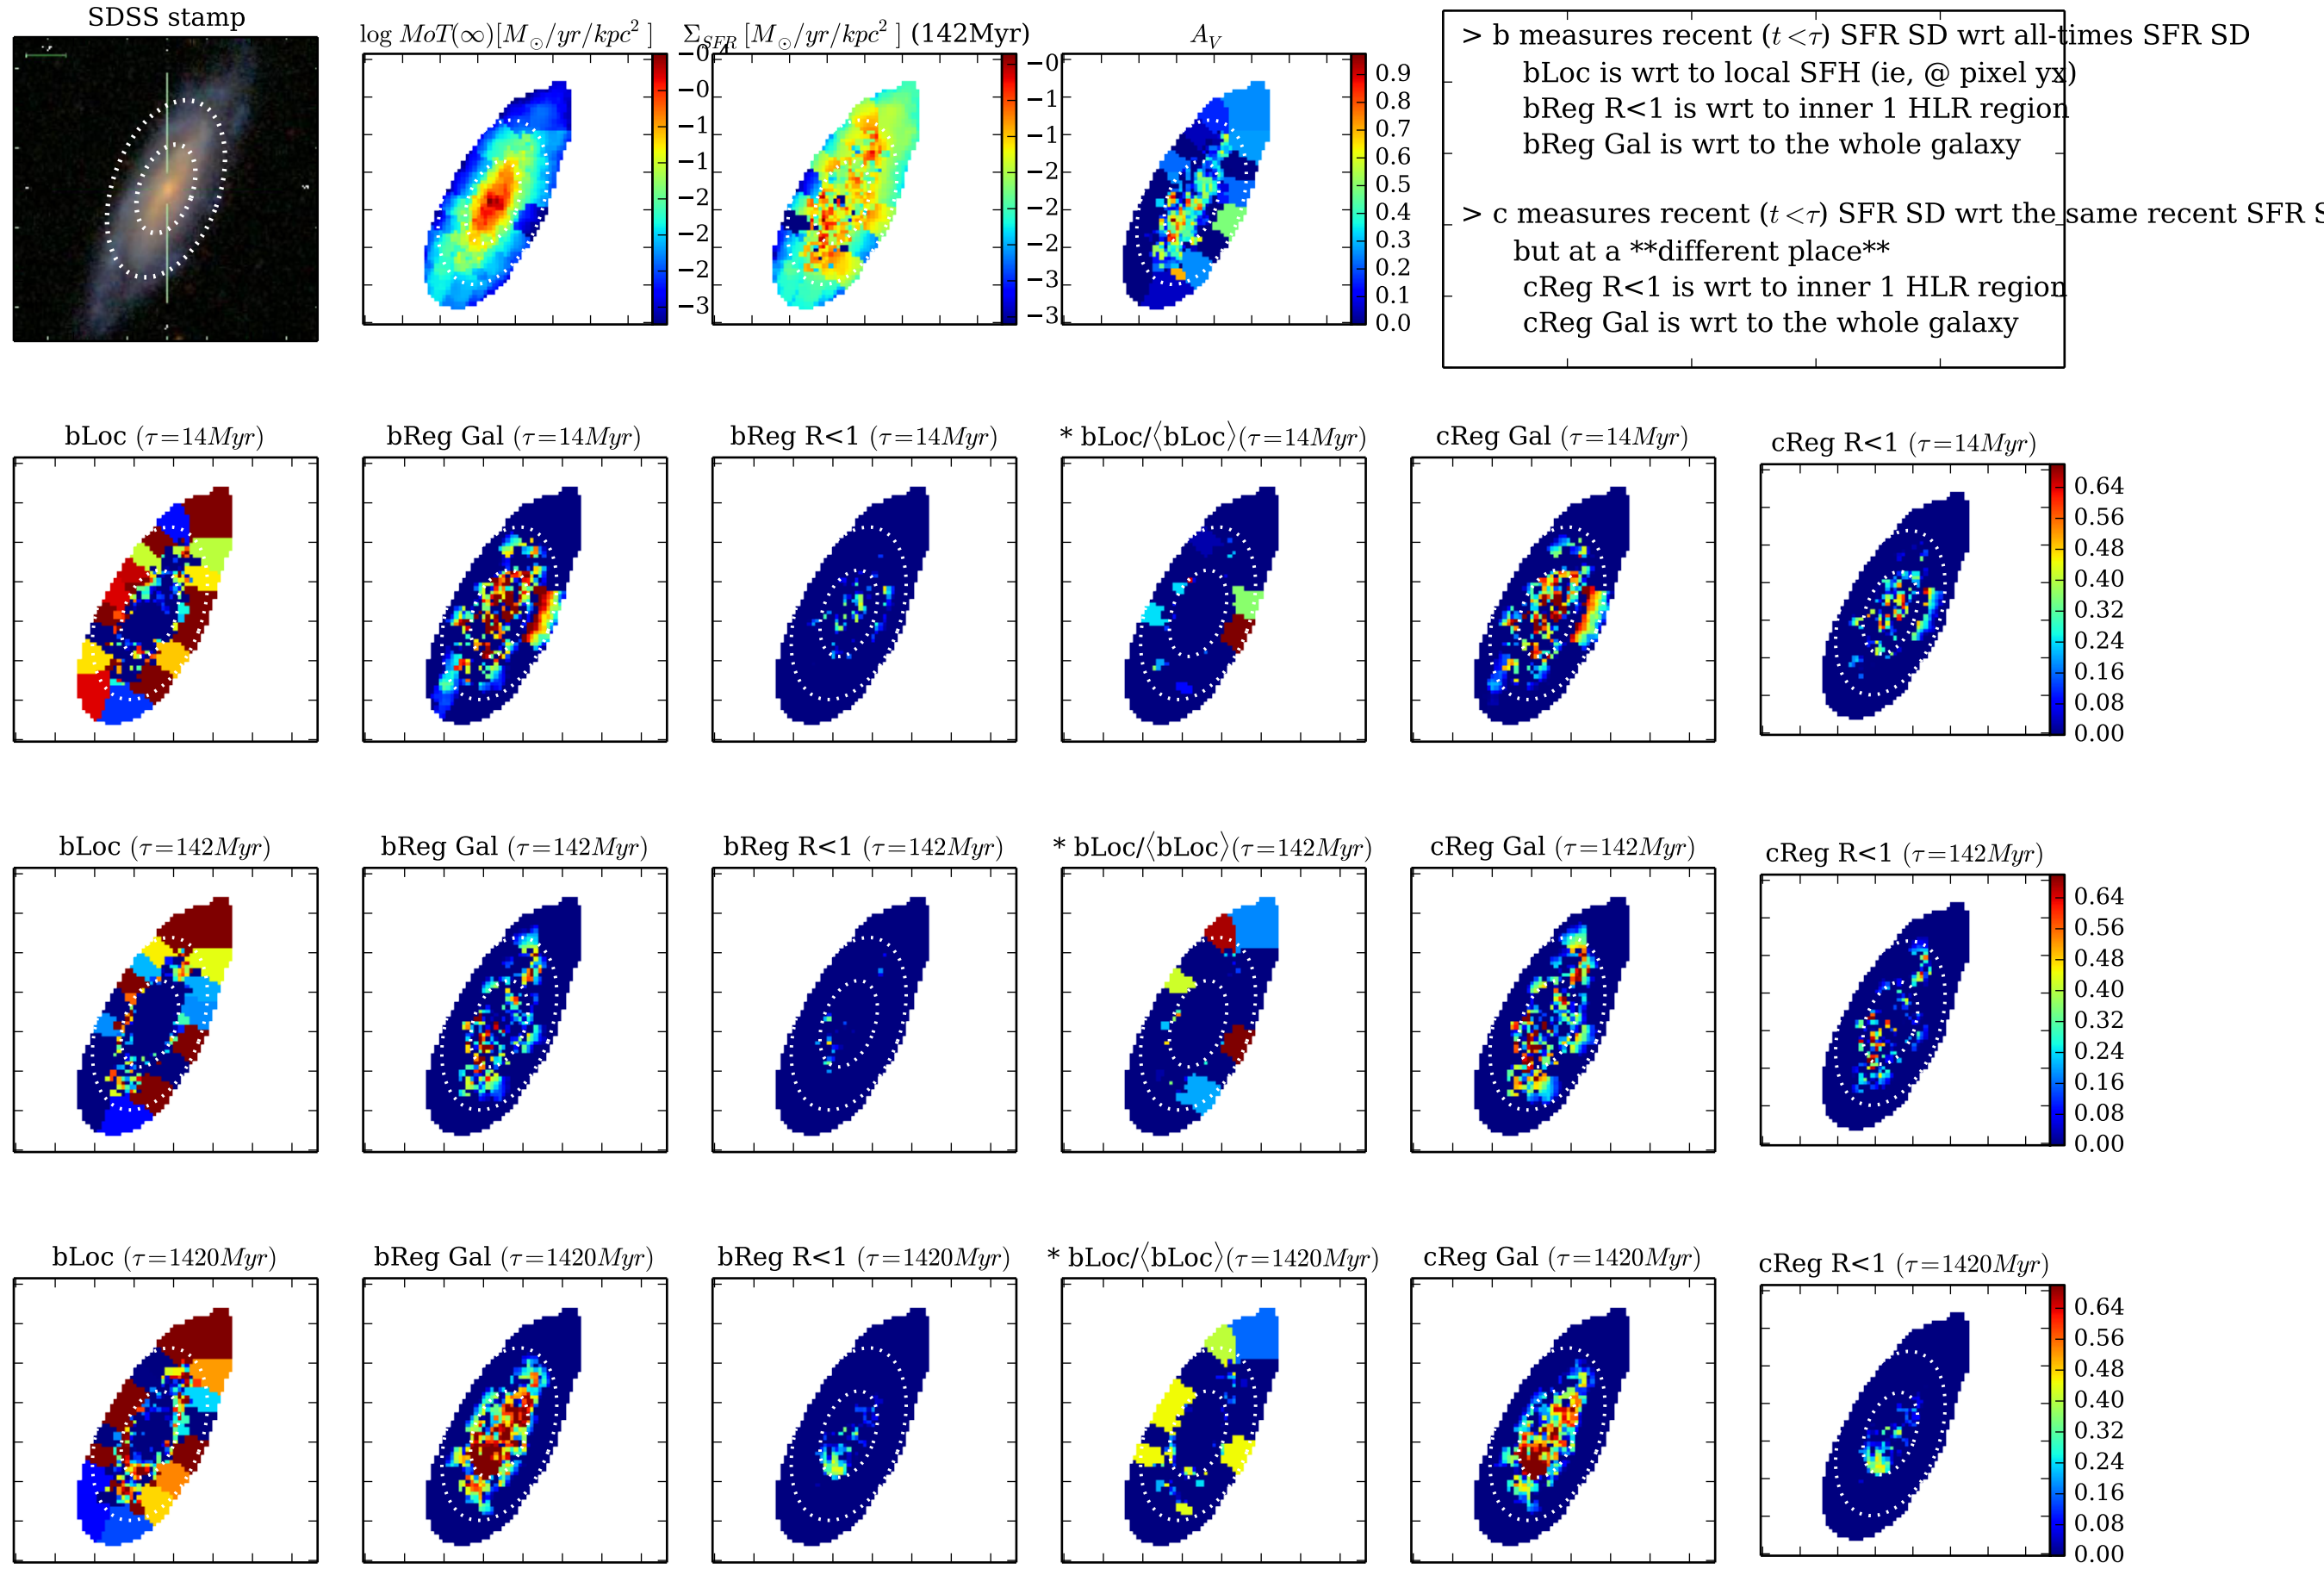 SDSS stamp
log MoT(∞)[M⊙/yr/kpc² ]
Σ_SFR [M⊙/yr/kpc² ] (142Myr)
A_V
> b measures recent (t<τ) SFR SD wrt all-times SFR SD
bLoc is wrt to local SFH (ie, @ pixel yx)
bReg R<1 is wrt to inner 1 HLR region
bReg Gal is wrt to the whole galaxy
> c measures recent (t<τ) SFR SD wrt the same recent SFR S
but at a **different place**
cReg R<1 is wrt to inner 1 HLR region
cReg Gal is wrt to the whole galaxy
−0
−0
−1
−1
−2
−2
−2
−3
−0
−1
−1
−2
−2
−2
−3
−3
0.9
0.8
0.7
0.6
0.5
0.4
0.3
0.2
0.1
0.0
bLoc (τ=14Myr)
bReg Gal (τ=14Myr)
bReg R<1 (τ=14Myr)
* bLoc/⟨bLoc⟩(τ=14Myr)
cReg Gal (τ=14Myr)
cReg R<1 (τ=14Myr)
0.64
0.56
0.48
0.40
0.32
0.24
0.16
0.08
0.00
bLoc (τ=142Myr)
bReg Gal (τ=142Myr)
bReg R<1 (τ=142Myr)
* bLoc/⟨bLoc⟩(τ=142Myr)
cReg Gal (τ=142Myr)
cReg R<1 (τ=142Myr)
0.64
0.56
0.48
0.40
0.32
0.24
0.16
0.08
0.00
bLoc (τ=1420Myr)
bReg Gal (τ=1420Myr)
bReg R<1 (τ=1420Myr)
* bLoc/⟨bLoc⟩(τ=1420Myr)
cReg Gal (τ=1420Myr)
cReg R<1 (τ=1420Myr)
0.64
0.56
0.48
0.40
0.32
0.24
0.16
0.08
0.00